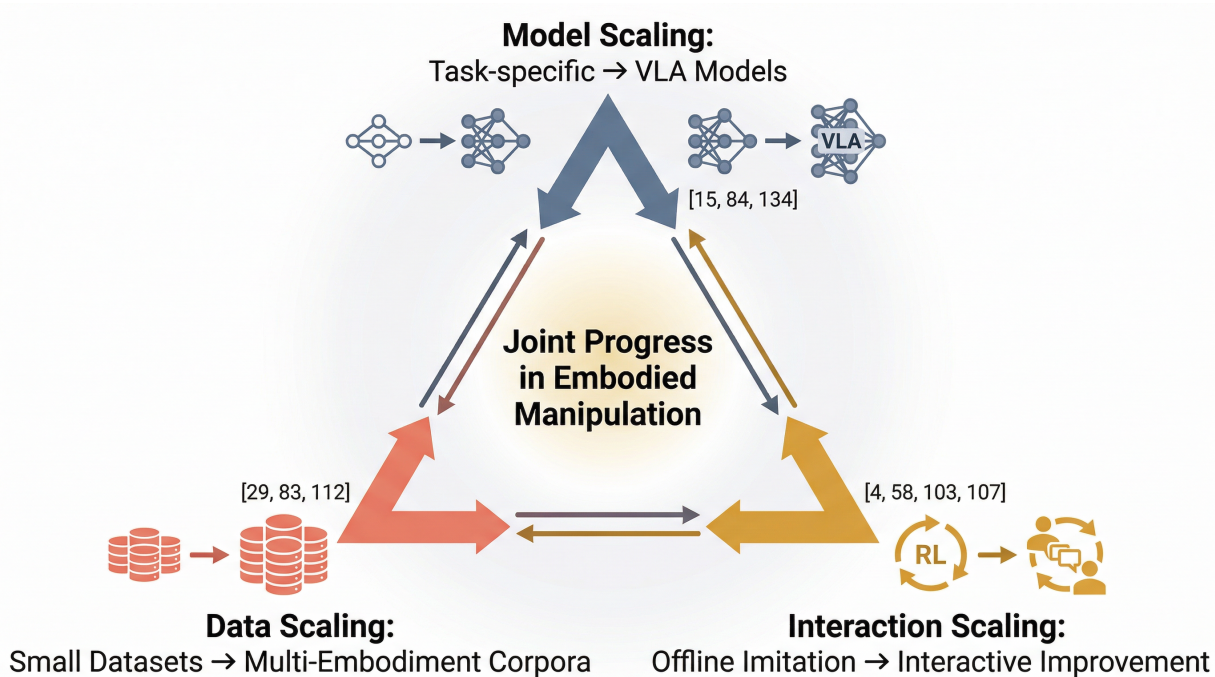 Model Scaling:
Task-specific → VLA Models
VLA
[15, 84, 134]
Joint Progress
in Embodied
Manipulation
[29, 83, 112]
[4, 58, 103, 107]
RL
Data Scaling:
Small Datasets → Multi-Embodiment Corpora
Interaction Scaling:
Offline Imitation → Interactive Improvement